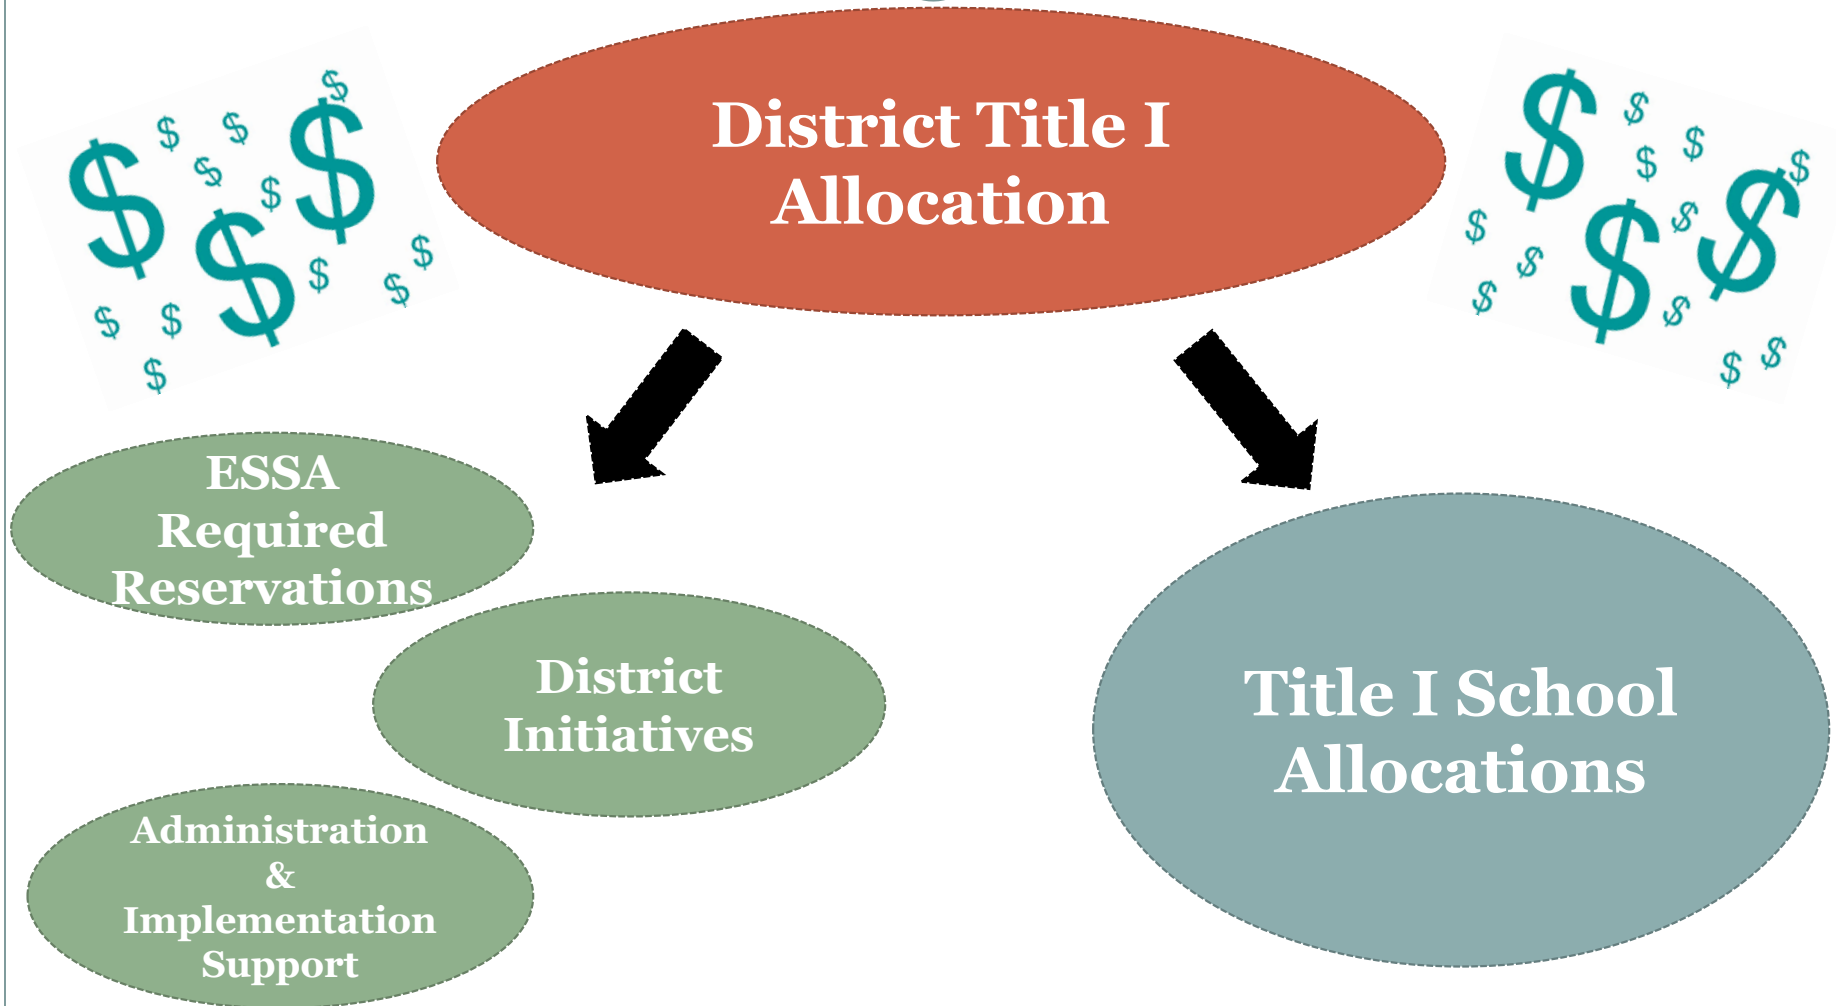 District Title I
Allocation
ESSA
Required
Reservations
District
Initiatives
Administration
&
Implementation
Support
Title I School
Allocations